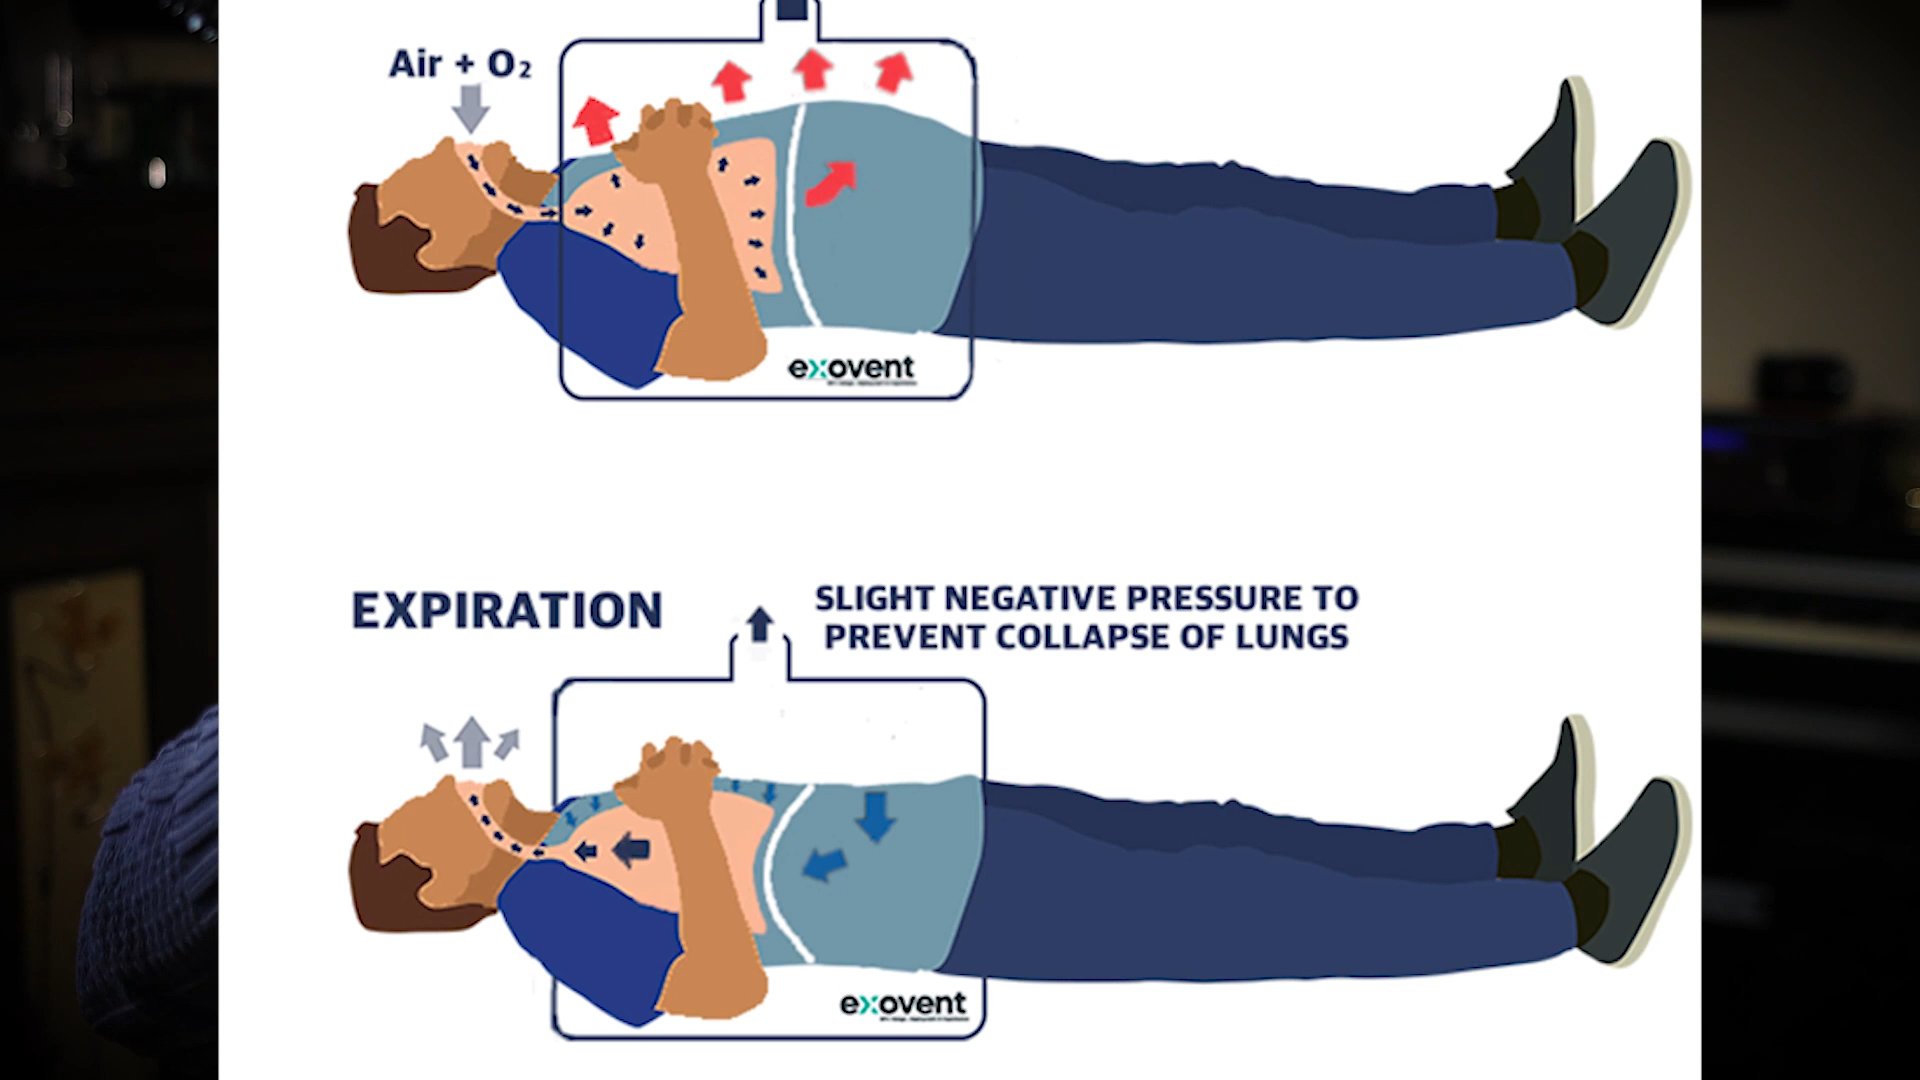 Air + O₂
exovent
EXPIRATION
SLIGHT NEGATIVE PRESSURE TO
PREVENT COLLAPSE OF LUNGS
exovent